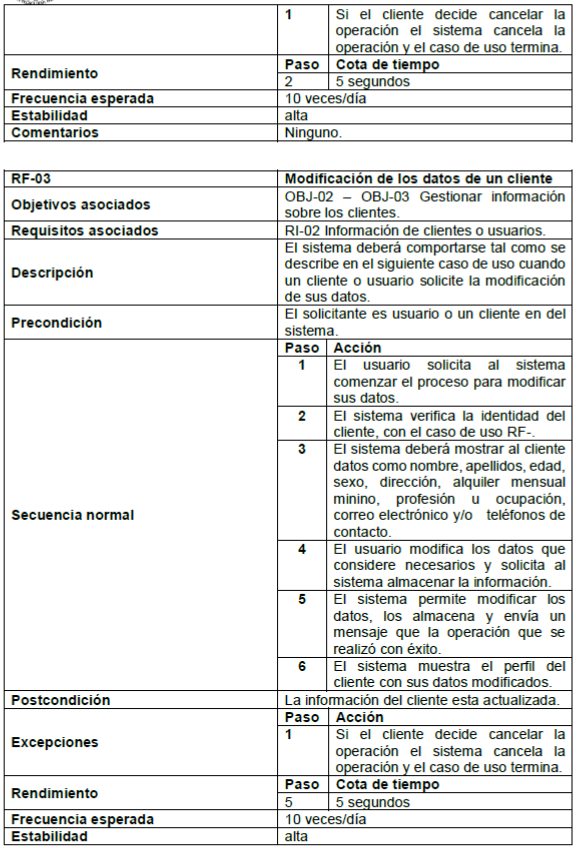 1 Si el cliente decide cancelar la
operación el sistema cancela la
operación y el caso de uso termina.
Rendimiento
Paso Cota de tiempo
2 5 segundos
Frecuencia esperada 10 veces/día
Estabilidad alta
Comentarios Ninguno.
RF-03 Modificación de los datos de un cliente
Objetivos asociados
OBJ-02 – OBJ-03 Gestionar información
sobre los clientes.
Requisitos asociados RI-02 Información de clientes o usuarios.
Descripción
El sistema deberá comportarse tal como se
describe en el siguiente caso de uso cuando
un cliente o usuario solicite la modificación
de sus datos.
Precondición
El solicitante es usuario o un cliente en del
sistema.
Secuencia normal
Paso Acción
1 El usuario solicita al sistema
comenzar el proceso para modificar
sus datos.
2 El sistema verifica la identidad del
cliente, con el caso de uso RF-.
3 El sistema deberá mostrar al cliente
datos como nombre, apellidos, edad,
sexo, dirección, alquiler mensual
minino, profesión u ocupación,
correo electrónico y/o teléfonos de
contacto.
4 El usuario modifica los datos que
considere necesarios y solicita al
sistema almacenar la información.
5 El sistema permite modificar los
datos, los almacena y envía un
mensaje que la operación que se
realizó con éxito.
6 El sistema muestra el perfil del
cliente con sus datos modificados.
Postcondición La información del cliente esta actualizada.
Excepciones
Paso Acción
1 Si el cliente decide cancelar la
operación el sistema cancela la
operación y el caso de uso termina.
Rendimiento
Paso Cota de tiempo
5 5 segundos
Frecuencia esperada 10 veces/día
Estabilidad alta